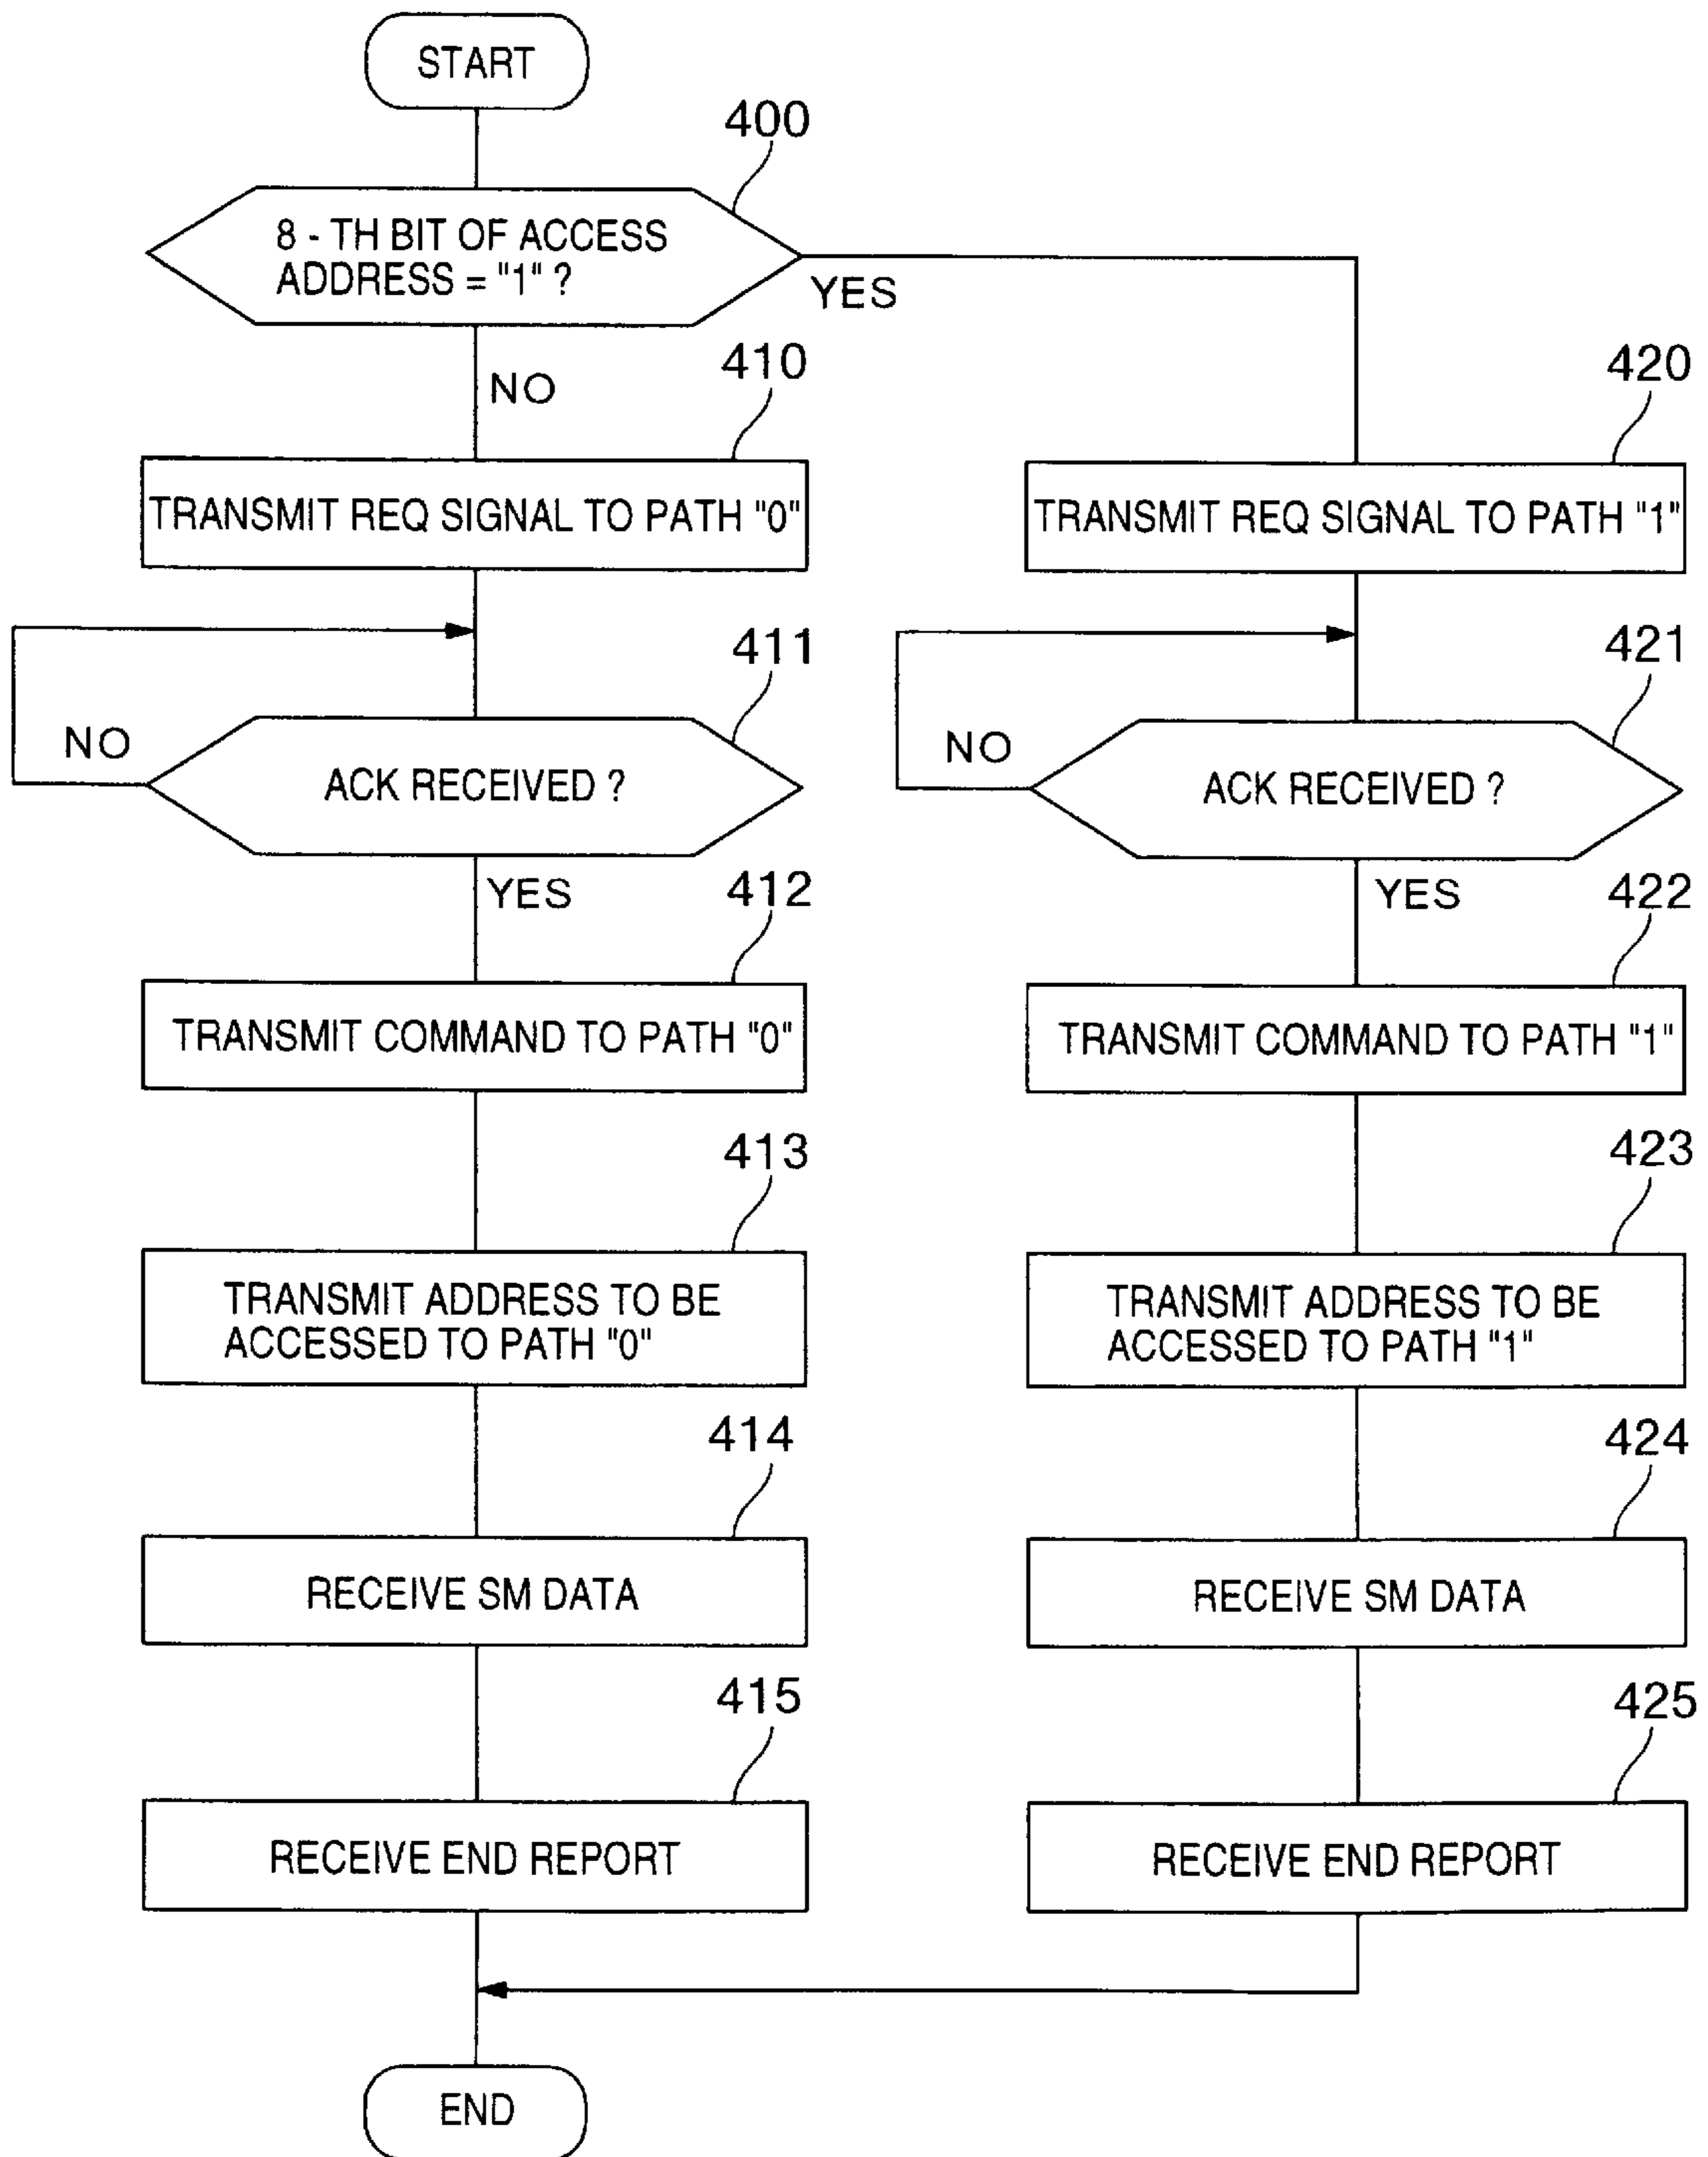 START
400
8 - TH BIT OF ACCESS
ADDRESS = "1" ?
YES
NO
410
420
TRANSMIT REQ SIGNAL TO PATH "0"
TRANSMIT REQ SIGNAL TO PATH "1"
411
421
NO
ACK RECEIVED ?
NO
ACK RECEIVED ?
YES
412
YES
422
TRANSMIT COMMAND TO PATH "0"
TRANSMIT COMMAND TO PATH "1"
413
423
TRANSMIT ADDRESS TO BE
ACCESSED TO PATH "0"
TRANSMIT ADDRESS TO BE
ACCESSED TO PATH "1"
414
424
RECEIVE SM DATA
RECEIVE SM DATA
415
425
RECEIVE END REPORT
RECEIVE END REPORT
END